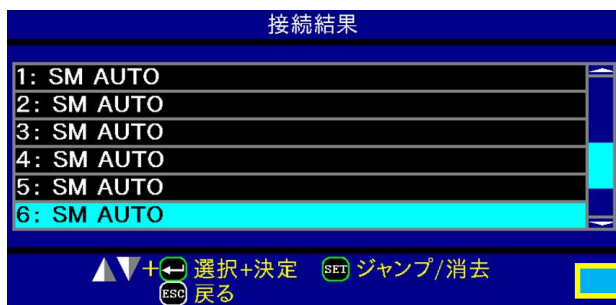 接続結果
1: SM AUTO
2: SM AUTO
3: SM AUTO
4: SM AUTO
5: SM AUTO
6: SM AUTO
+ 選択+決定 SET ジャンプ/消去
ESC 戻る